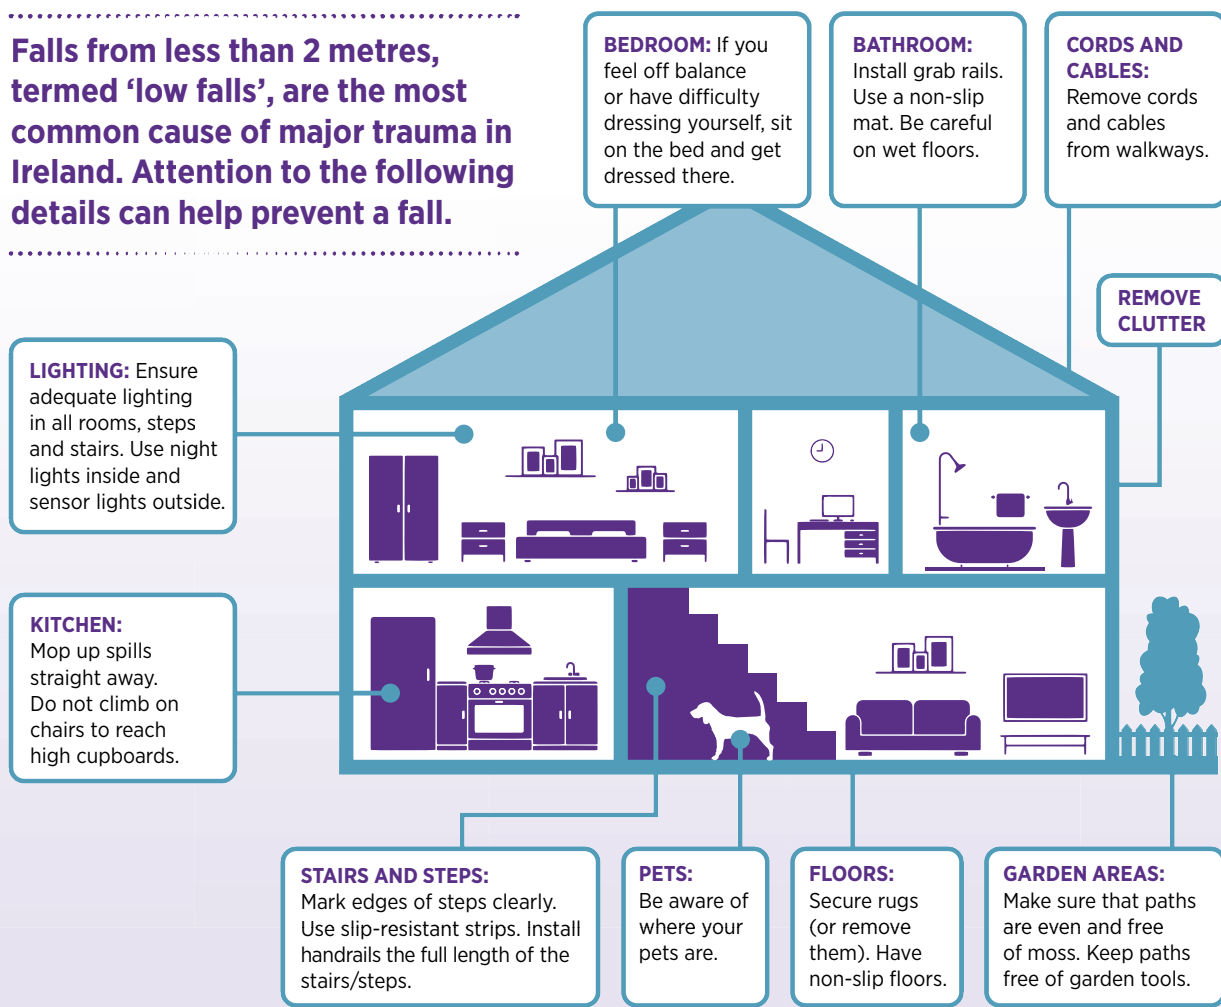 Falls from less than 2 metres,
termed ‘low falls’, are the most
common cause of major trauma in
Ireland. Attention to the following
details can help prevent a fall.
BEDROOM: If you
feel off balance
or have difficulty
dressing yourself, sit
on the bed and get
dressed there.
BATHROOM:
Install grab rails.
Use a non-slip
mat. Be careful
on wet floors.
CORDS AND
CABLES:
Remove cords
and cables
from walkways.
REMOVE
CLUTTER
LIGHTING: Ensure
adequate lighting
in all rooms, steps
and stairs. Use night
lights inside and
sensor lights outside.
KITCHEN:
Mop up spills
straight away.
Do not climb on
chairs to reach
high cupboards.
STAIRS AND STEPS:
Mark edges of steps clearly.
Use slip-resistant strips. Install
handrails the full length of the
stairs/steps.
PETS:
Be aware of
where your
pets are.
FLOORS:
Secure rugs
(or remove
them). Have
non-slip floors.
GARDEN AREAS:
Make sure that paths
are even and free
of moss. Keep paths
free of garden tools.